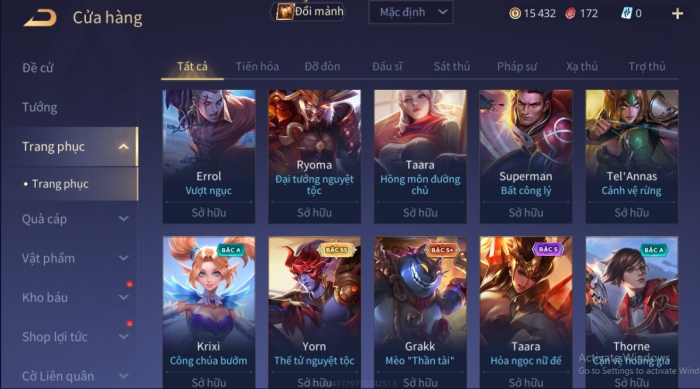 Cửa hàng
Đổi mảnh
Mặc định
15 432
172
0
Đề cử
Tướng
Trang phục
• Trang phục
Quà cáp
Vật phẩm
Kho báu
Shop lợi tức
Cờ Liên quân
Tất cả
Tiến hóa
Đỡ đòn
Đấu sĩ
Sát thủ
Pháp sư
Xạ thủ
Trợ thủ
Errol
Vượt ngục
Sở hữu
Ryoma
Đại tướng nguyệt
tộc
Sở hữu
Taara
Hồng môn đường
chủ
Sở hữu
Superman
Bất công lý
Sở hữu
Tel'Annas
Cảnh vệ rừng
Sở hữu
BẬC A
Krixi
Công chúa bướm
Sở hữu
BẬC SS
Yorn
Thế tử nguyệt tộc
Sở hữu
BẬC S+
Grakk
Mèo "Thần tài"
Sở hữu
BẬC S
Taara
Hỏa ngọc nữ đế
Sở hữu
BẬC A
Thorne
Cận vệ hoàng gia
Sở hữu
Activate Windows
Go to Settings to activate Wind